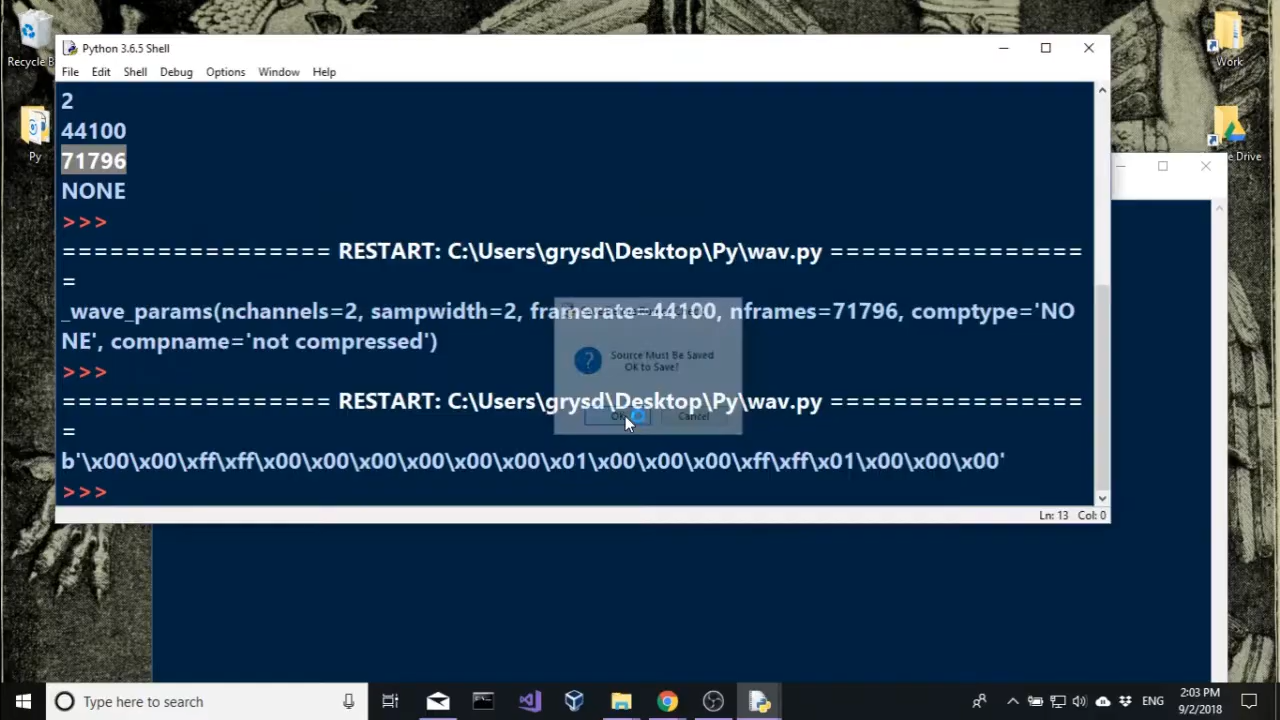 Recycle B
Py
Work
e Drive
Python 3.6.5 Shell
File Edit Shell Debug Options Window Help
2
44100
71796
NONE
>>>
================ RESTART: C:\Users\grysd\Desktop\Py\wav.py ================
=
_wave_params(nchannels=2, sampwidth=2, framerate=44100, nframes=71796, comptype='NO
NE', compname='not compressed')
>>>
================ RESTART: C:\Users\grysd\Desktop\Py\wav.py ================
=
b'\x00\x00\xff\xff\x00\x00\x00\x00\x00\x00\x01\x00\x00\x00\xff\xff\x01\x00\x00\x00'
>>>
Source Must Be Saved
OK to Save?
OK Cancel
Ln: 13 Col: 0
Type here to search
ENG
2:03 PM
9/2/2018